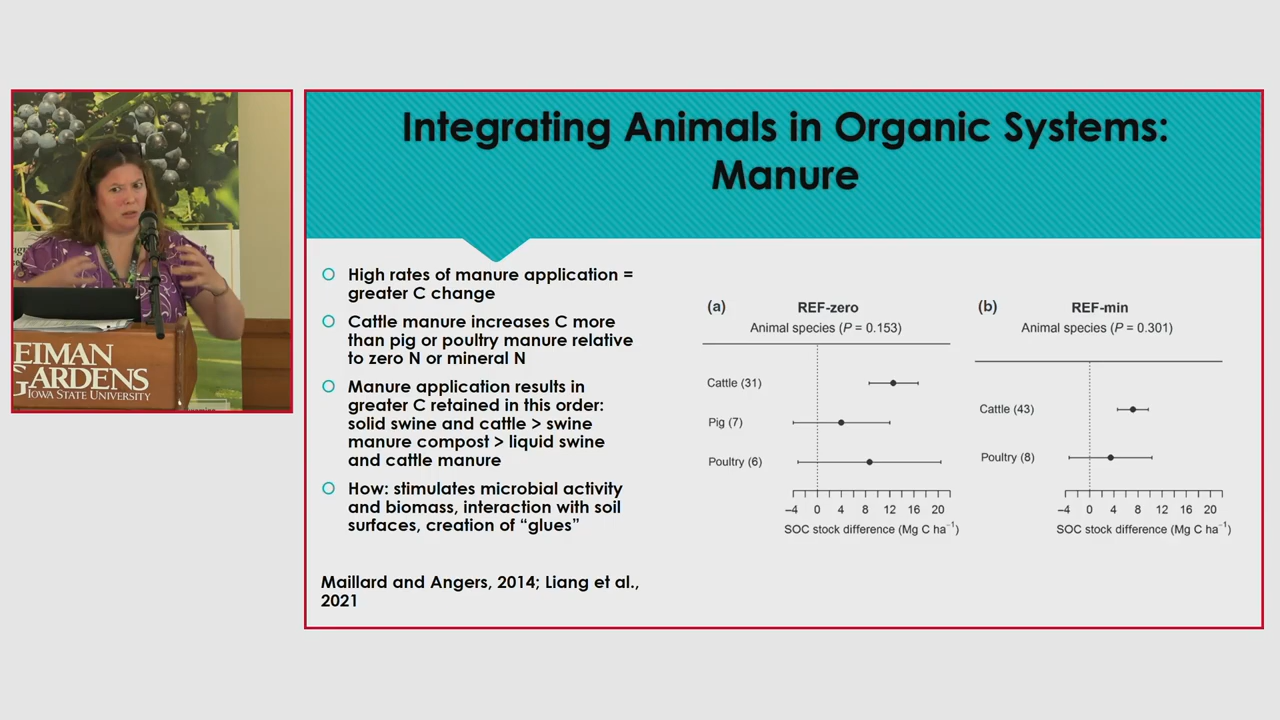 Integrating Animals in Organic Systems:
Manure
High rates of manure application =
greater C change
Cattle manure increases C more
than pig or poultry manure relative
to zero N or mineral N
Manure application results in
greater C retained in this order:
solid swine and cattle > swine
manure compost > liquid swine
and cattle manure
How: stimulates microbial activity
and biomass, interaction with soil
surfaces, creation of “glues”
Maillard and Angers, 2014; Liang et al.,
2021
(a) REF-zero
Animal species (P = 0.153)
Cattle (31)
Pig (7)
Poultry (6)
−4 0 4 8 12 16 20
SOC stock difference (Mg C ha⁻¹)
(b) REF-min
Animal species (P = 0.301)
Cattle (43)
Poultry (8)
−4 0 4 8 12 16 20
SOC stock difference (Mg C ha⁻¹)
EIMAN
GARDENS
IOWA STATE UNIVERSITY